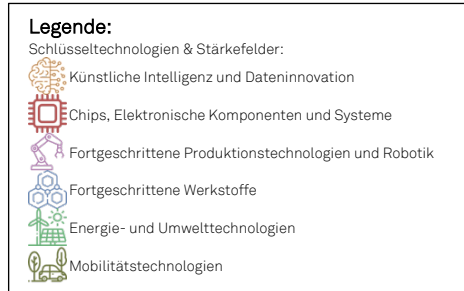 Legende:
Schlüsseltechnologien & Stärkefelder:
Künstliche Intelligenz und Dateninnovation
Chips, Elektronische Komponenten und Systeme
Fortgeschrittene Produktionstechnologien und Robotik
Fortgeschrittene Werkstoffe
Energie- und Umwelttechnologien
Mobilitätstechnologien